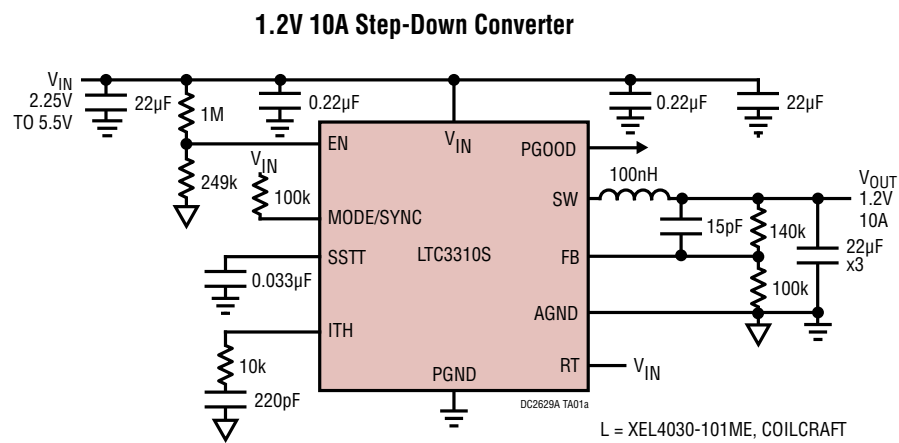 1.2V 10A Step-Down Converter
VIN
2.25V
TO 5.5V
22µF
1M
0.22µF
0.22µF
22µF
EN
VIN
PGOOD
249k
VIN
100k
MODE/SYNC
100nH
SW
VOUT
1.2V
10A
15pF
140k
22µF
x3
SSTT
LTC3310S
FB
0.033µF
100k
AGND
ITH
10k
220pF
PGND
RT
VIN
DC2629A TA01a
L = XEL4030-101ME, COILCRAFT